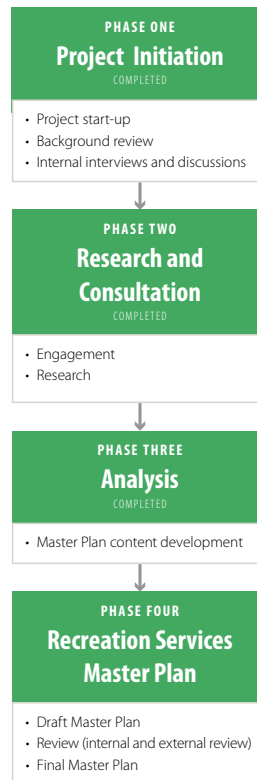 PHASE ONE
Project Initiation
COMPLETED
• Project start-up
• Background review
• Internal interviews and discussions
PHASE TWO
Research and
Consultation
COMPLETED
• Engagement
• Research
PHASE THREE
Analysis
COMPLETED
• Master Plan content development
PHASE FOUR
Recreation Services
Master Plan
• Draft Master Plan
• Review (internal and external review)
• Final Master Plan